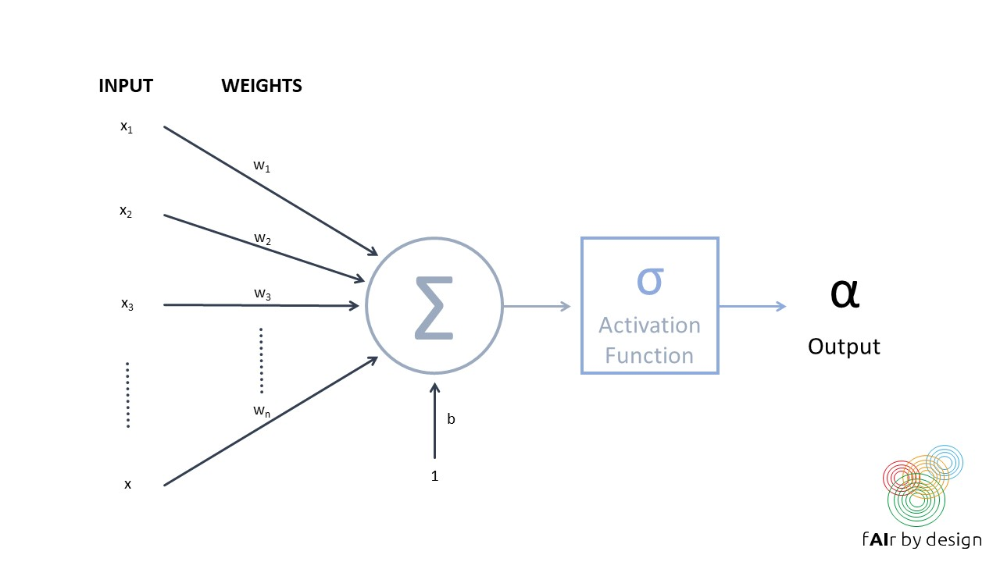 INPUT WEIGHTS
x₁
w₁
x₂
w₂
x₃
w₃
wₙ
x
Σ
b
1
σ
Activation
Function
α
Output
fAIr by design